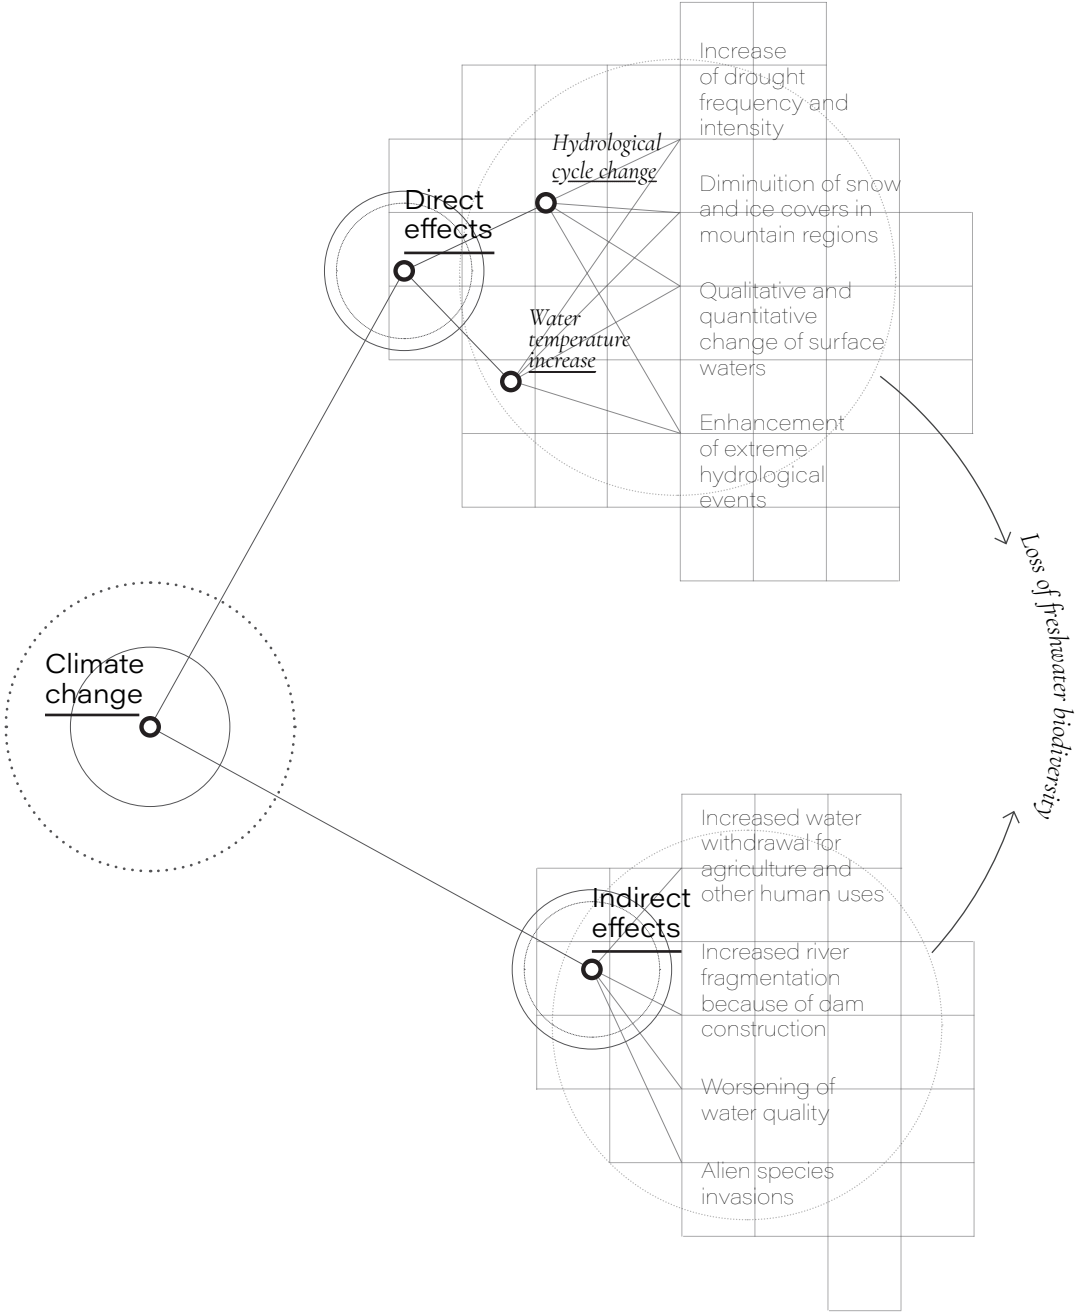 Increase
of drought
frequency and
intensity
Hydrological
cycle change
Diminuition of snow
and ice covers in
mountain regions
Direct
effects
Qualitative and
quantitative
change of surface
waters
Water
temperature
increase
Enhancement
of extreme
hydrological
events
Loss of freshwater biodiversity
Climate
change
Increased water
withdrawal for
agriculture and
other human uses
Indirect
effects
Increased river
fragmentation
because of dam
construction
Worsening of
water quality
Alien species
invasions